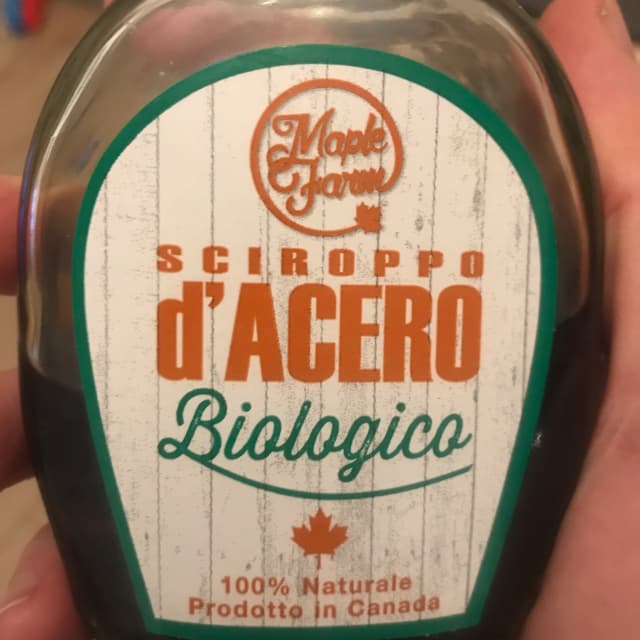 Maple
Farm
SCIROPPO
d'ACERO
Biologico
100% Naturale
Prodotto in Canada